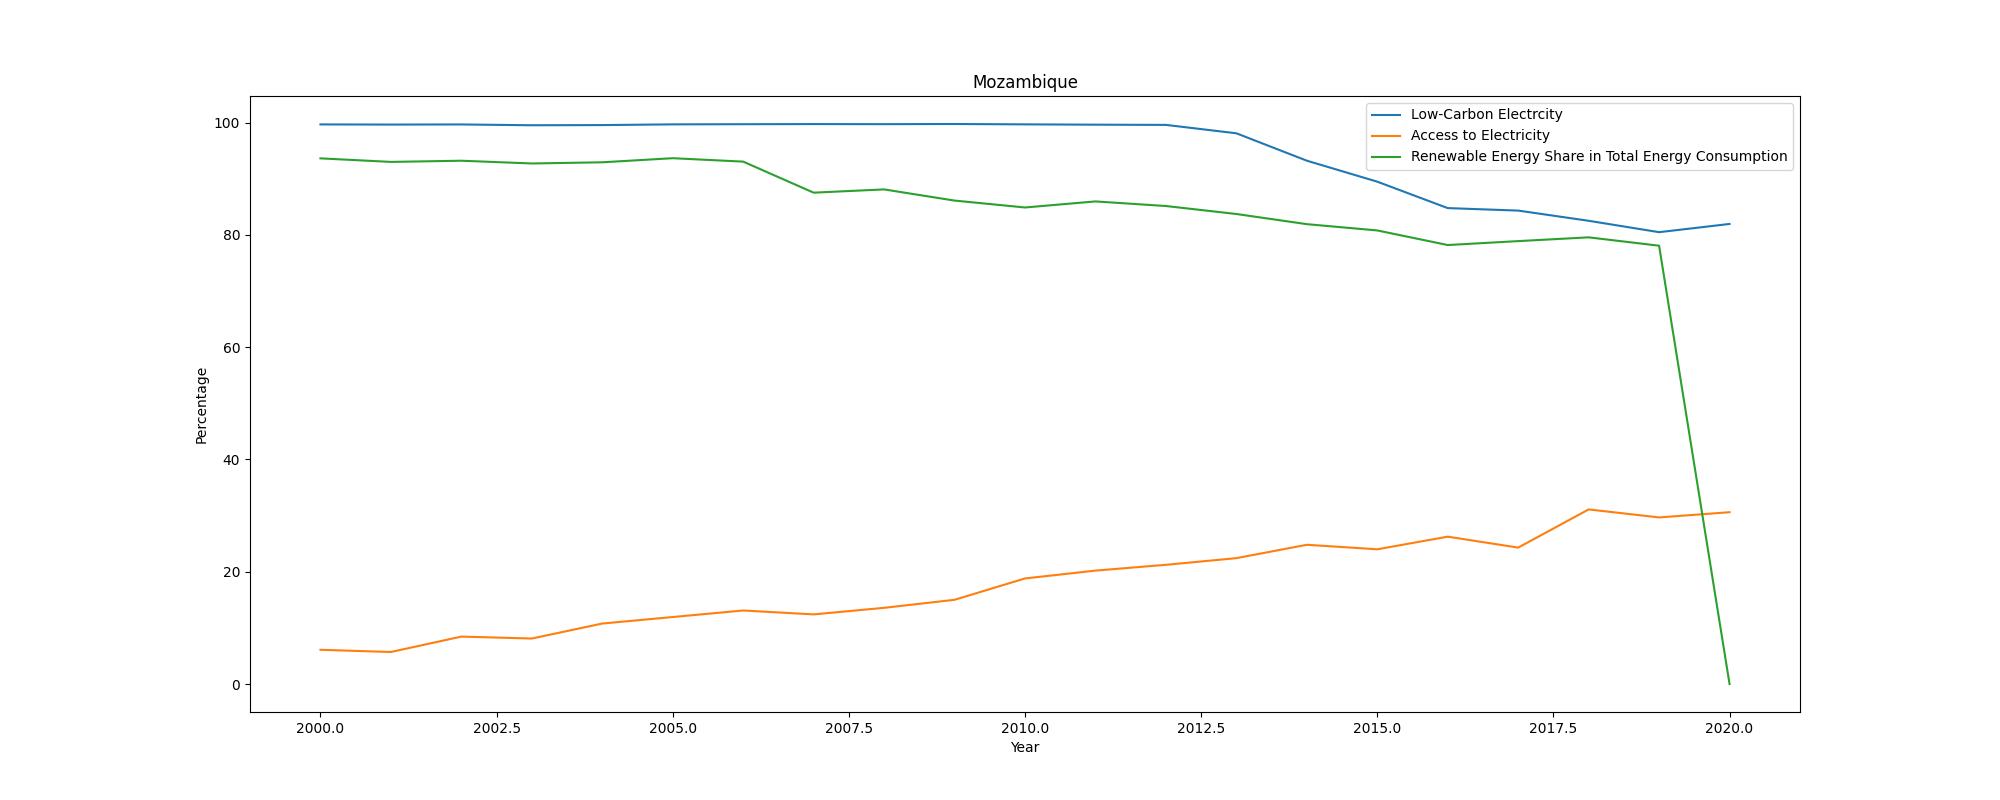 Mozambique
Low-Carbon Electrcity
Access to Electricity
Renewable Energy Share in Total Energy Consumption
Percentage
100
80
60
40
20
0
2000.0 2002.5 2005.0 2007.5 2010.0 2012.5 2015.0 2017.5 2020.0
Year